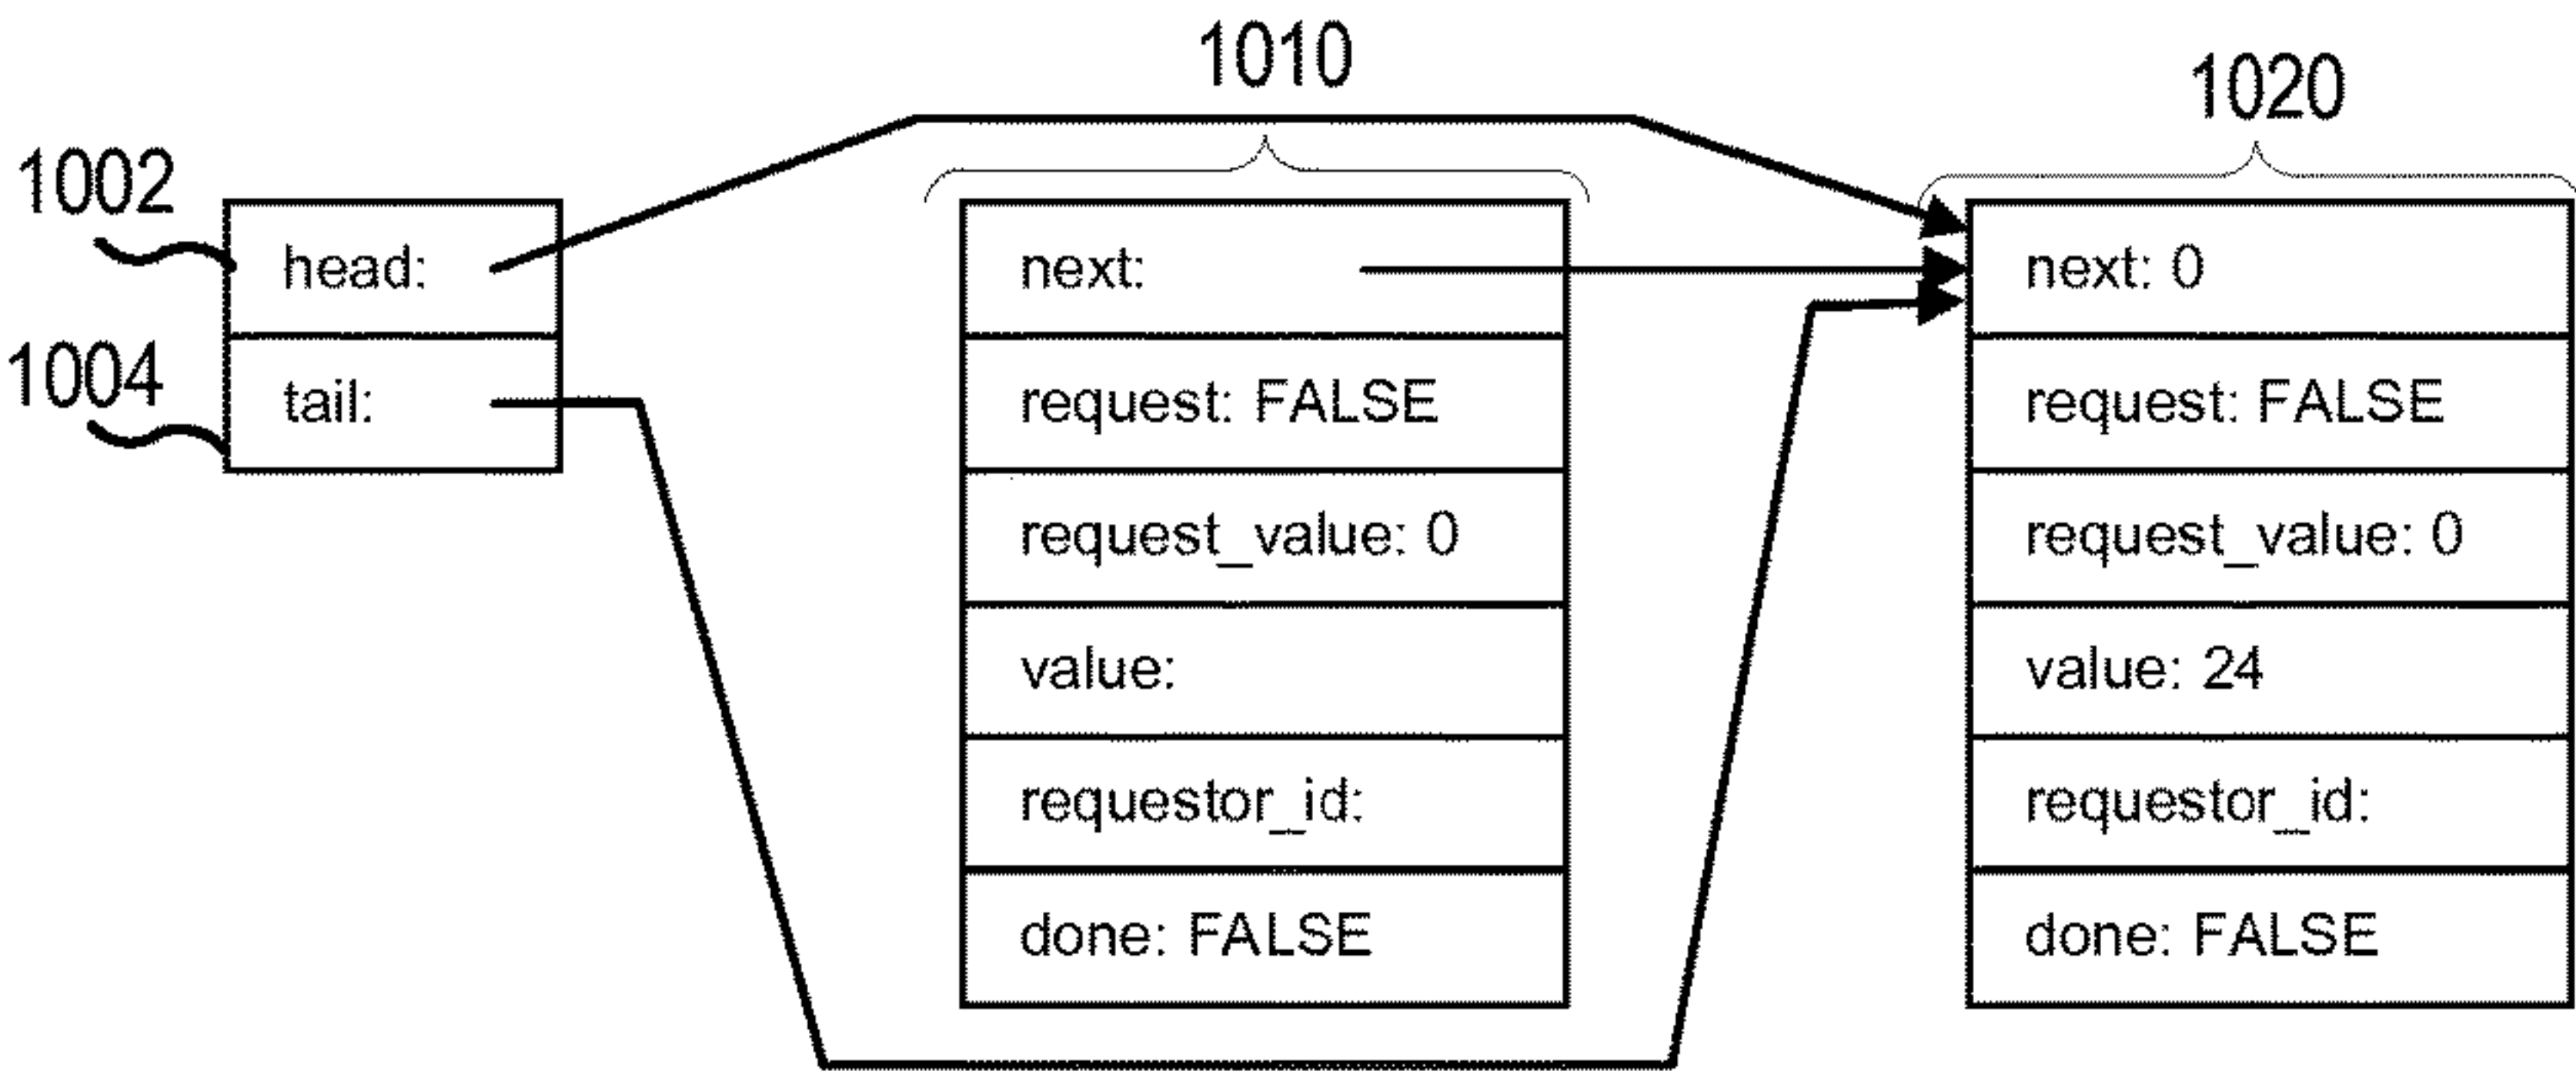 1010
1020
1002
head:
1004
tail:
next:
request: FALSE
request_value: 0
value:
requestor_id:
done: FALSE
next: 0
request: FALSE
request_value: 0
value: 24
requestor_id:
done: FALSE